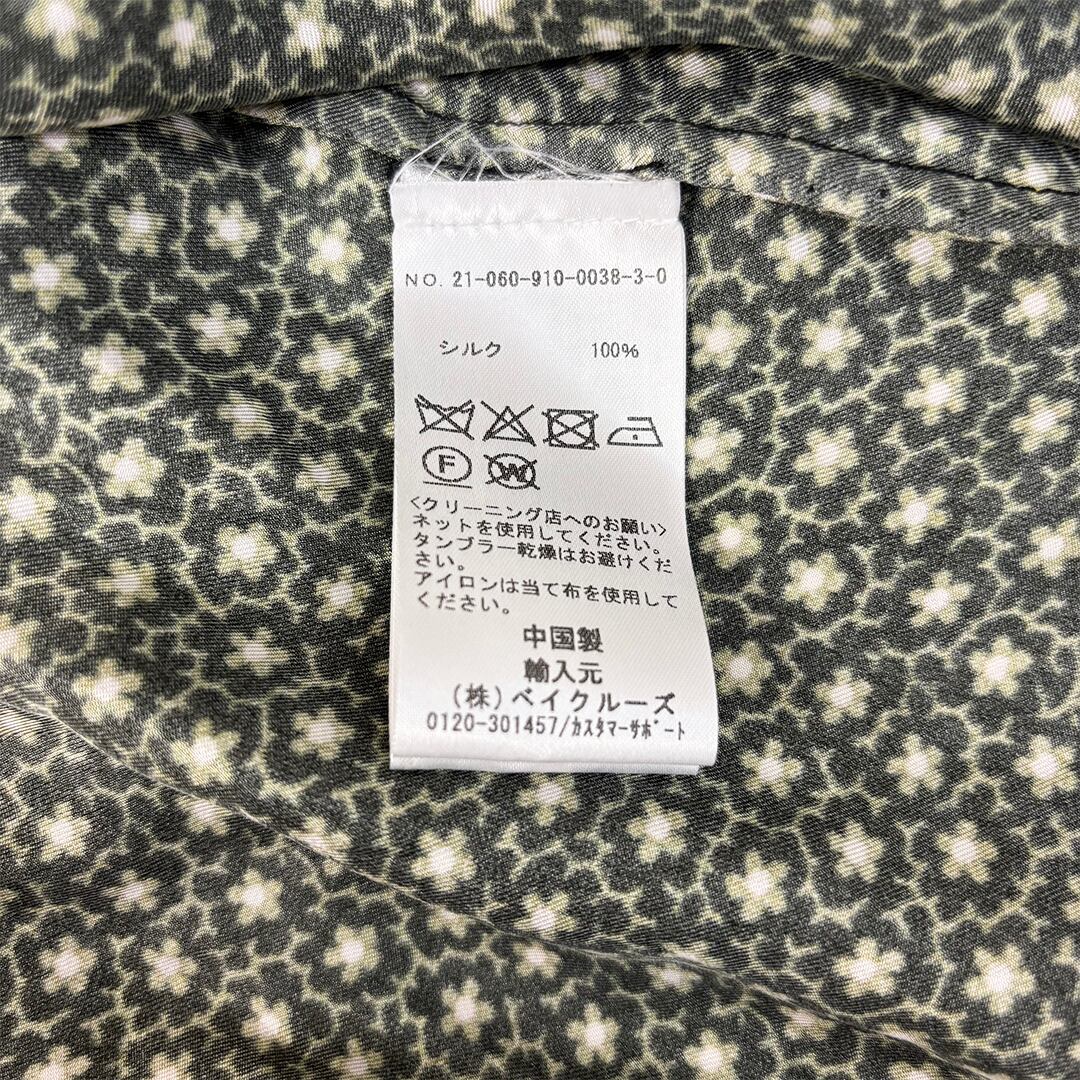 NO. 21-060-910-0038-3-0
シルク 100%
F W
<クリーニング店へのお願い>
ネットを使用してください。
タンブラー乾燥はお避けくだ
さい。
アイロンは当て布を使用して
ください。
中国製
輸入元
(株)ベイクルーズ
0120-301457/ｶｽﾀﾏｰｻﾎﾟｰﾄ